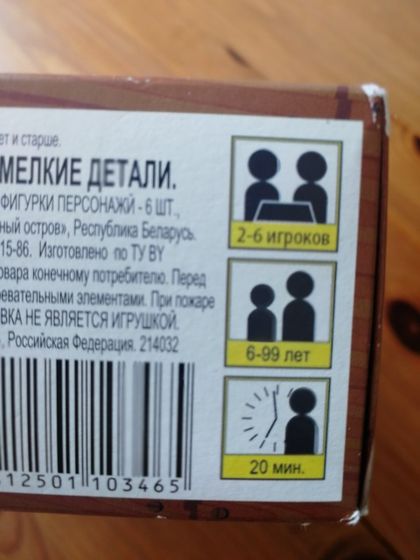 ет и старше.
МЕЛКИЕ ДЕТАЛИ.
ФИГУРКИ ПЕРСОНАЖЙ - 6 ШТ.,
ный остров», Республика Беларусь.
15-86. Изготовлено по ТУ BY
овара конечному потребителю. Перед
евательными элементами. При пожаре
ВКА НЕ ЯВЛЯЕТСЯ ИГРУШКОЙ.
, Российская Федерация. 214032
12501 103465
2-6 игроков
6-99 лет
20 мин.